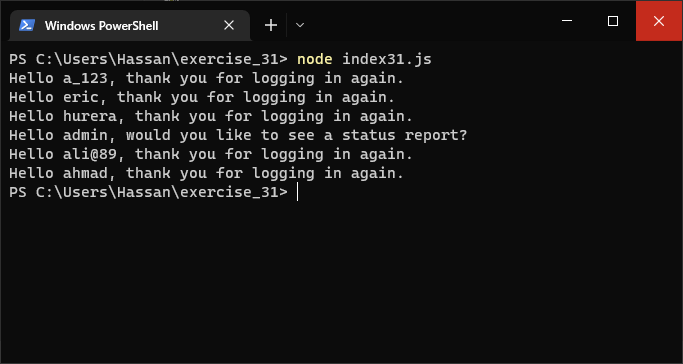 Windows PowerShell
PS C:\Users\Hassan\exercise_31> node index31.js
Hello a_123, thank you for logging in again.
Hello eric, thank you for logging in again.
Hello hurera, thank you for logging in again.
Hello admin, would you like to see a status report?
Hello ali@89, thank you for logging in again.
Hello ahmad, thank you for logging in again.
PS C:\Users\Hassan\exercise_31>